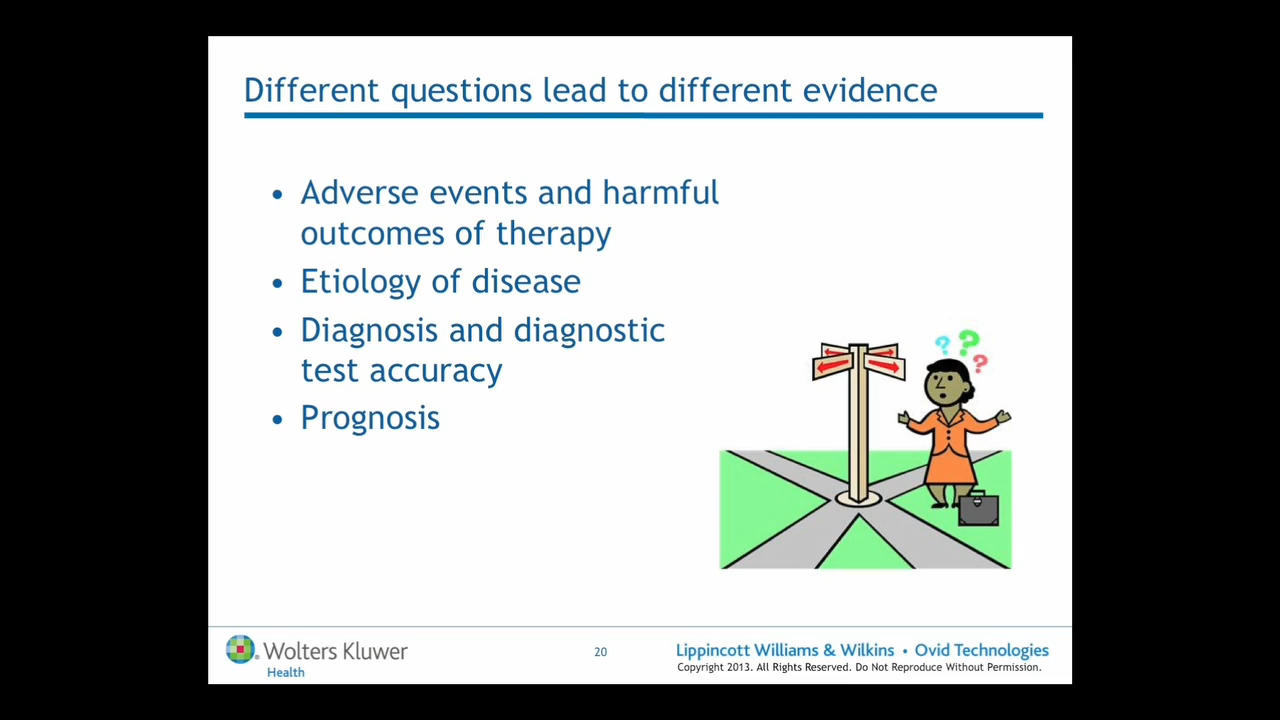 Different questions lead to different evidence
• Adverse events and harmful
outcomes of therapy
• Etiology of disease
• Diagnosis and diagnostic
test accuracy
• Prognosis
? ? ?
Wolters Kluwer
Health
20
Lippincott Williams & Wilkins • Ovid Technologies
Copyright 2013. All Rights Reserved. Do Not Reproduce Without Permission.